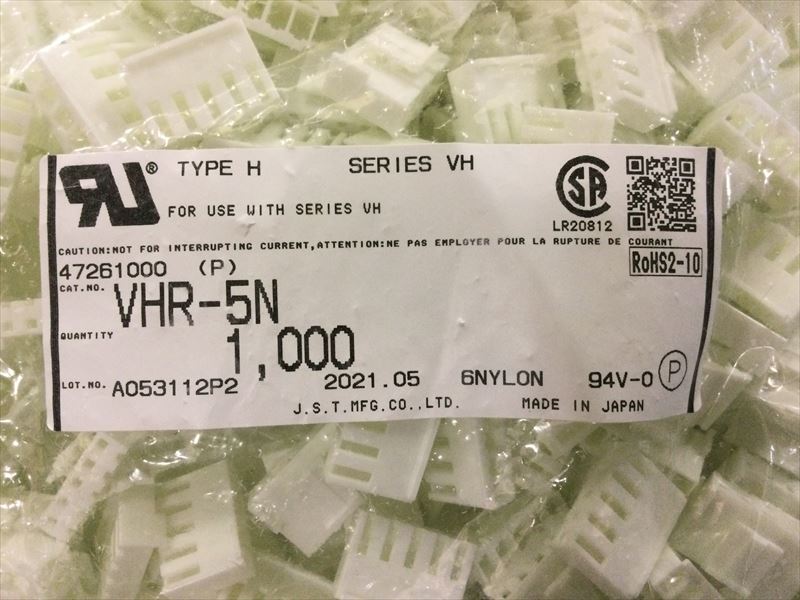 RU® TYPE H SERIES VH
FOR USE WITH SERIES VH
SA
LR20812
CAUTION:NOT FOR INTERRUPTING CURRENT,ATTENTION:NE PAS EMPLOYER POUR LA RUPTURE DE COURANT
47261000 (P)
RoHS2-10
CAT.NO. VHR-5N
QUANTITY 1,000
LOT.NO. A053112P2 2021.05 6NYLON 94V-0 P
J.S.T.MFG.CO.,LTD. MADE IN JAPAN